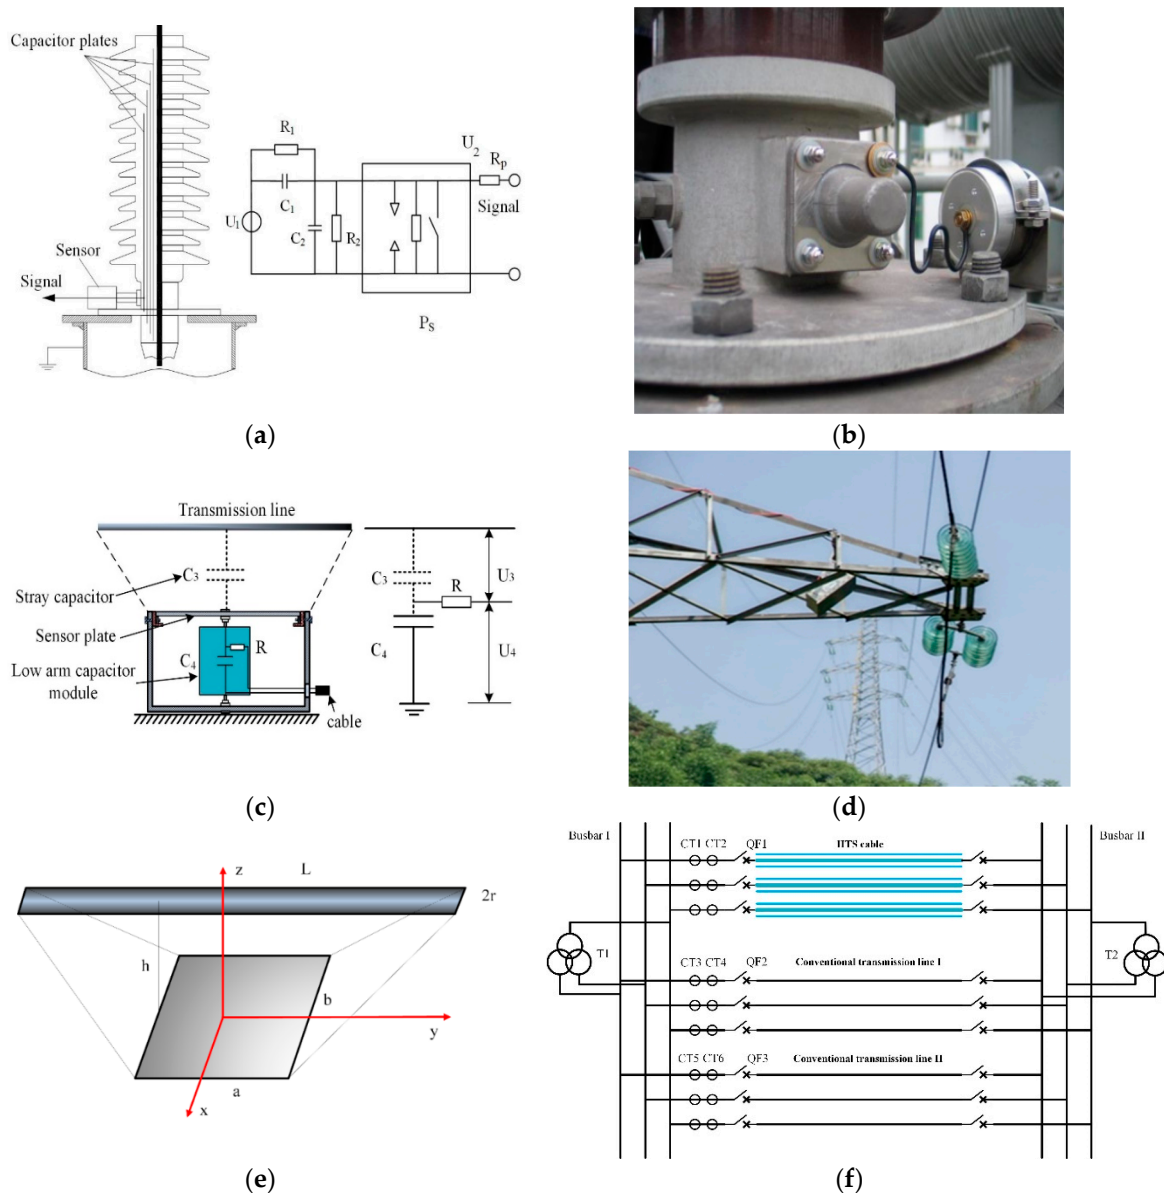 Capacitor plates
Sensor
Signal
R1
U2
Rp
C1
Signal
U1
C2
R2
Ps
(a)
(b)
Transmission line
C3
Stray capacitor
Sensor plate
R
C4
Low arm capacitor
module
cable
C3
R
U3
C4
U4
(c)
(d)
z
L
2r
h
b
y
a
x
(e)
Busbar I
Busbar II
CT1 CT2 QF1
HTS cable
T1
T2
CT3 CT4 QF2
Conventional transmission line I
CT5 CT6 QF3
Conventional transmission line II
(f)